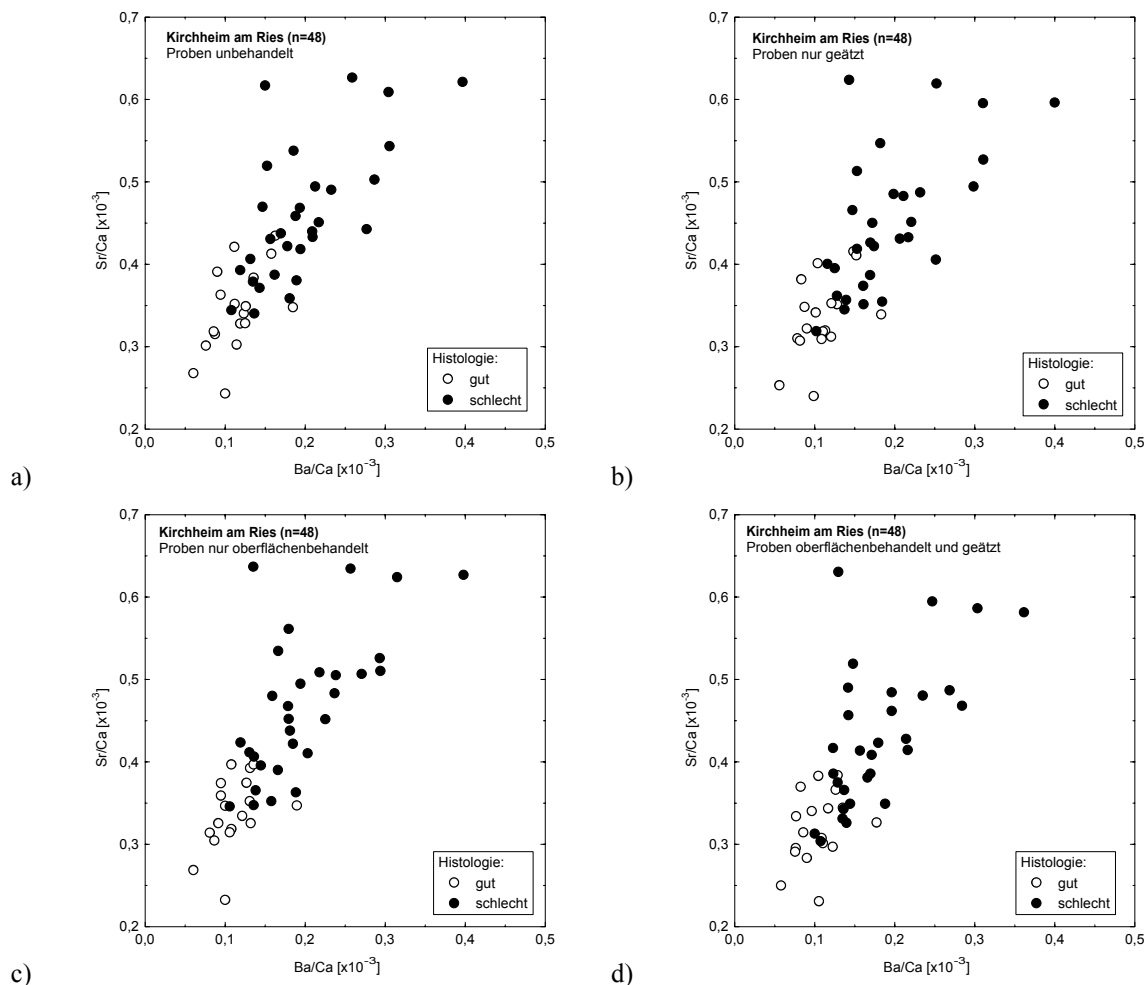 Kirchheim am Ries (n=48)
Proben unbehandelt
0,7
0,6
0,5
0,4
0,3
0,2
Sr/Ca [x10⁻³]
Histologie:
gut
schlecht
0,0 0,1 0,2 0,3 0,4 0,5
Ba/Ca [x10⁻³]
a)
Kirchheim am Ries (n=48)
Proben nur geätzt
0,7
0,6
0,5
0,4
0,3
0,2
Sr/Ca [x10⁻³]
Histologie:
gut
schlecht
0,0 0,1 0,2 0,3 0,4 0,5
Ba/Ca [x10⁻³]
b)
Kirchheim am Ries (n=48)
Proben nur oberflächenbehandelt
0,7
0,6
0,5
0,4
0,3
0,2
Sr/Ca [x10⁻³]
Histologie:
gut
schlecht
0,0 0,1 0,2 0,3 0,4 0,5
Ba/Ca [x10⁻³]
c)
Kirchheim am Ries (n=48)
Proben oberflächenbehandelt und geätzt
0,7
0,6
0,5
0,4
0,3
0,2
Sr/Ca [x10⁻³]
Histologie:
gut
schlecht
0,0 0,1 0,2 0,3 0,4 0,5
Ba/Ca [x10⁻³]
d)